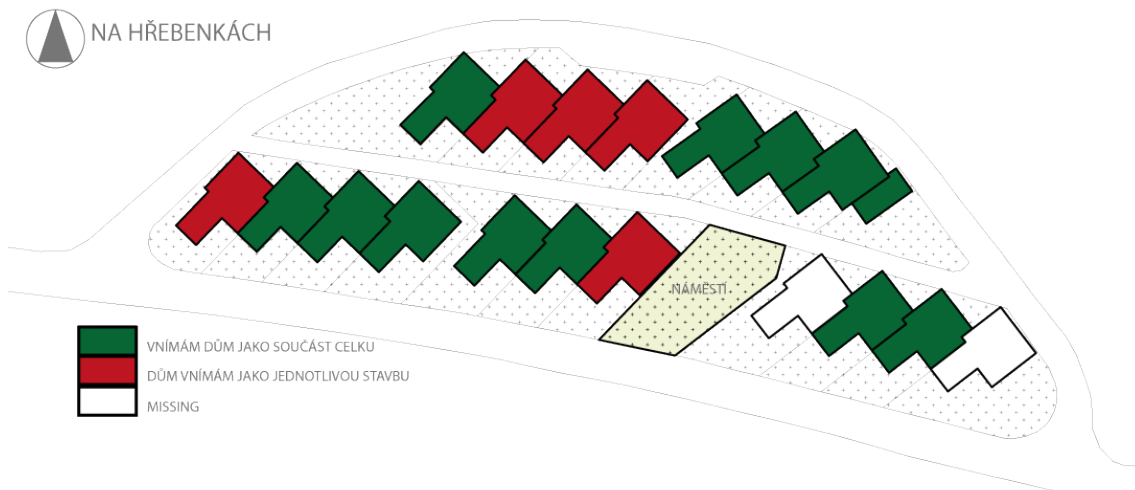 NA HŘEBENKÁCH
NÁMĚSTÍ
VNÍMÁM DŮM JAKO SOUČÁST CELKU
DŮM VNÍMÁM JAKO JEDNOTLIVOU STAVBU
MISSING